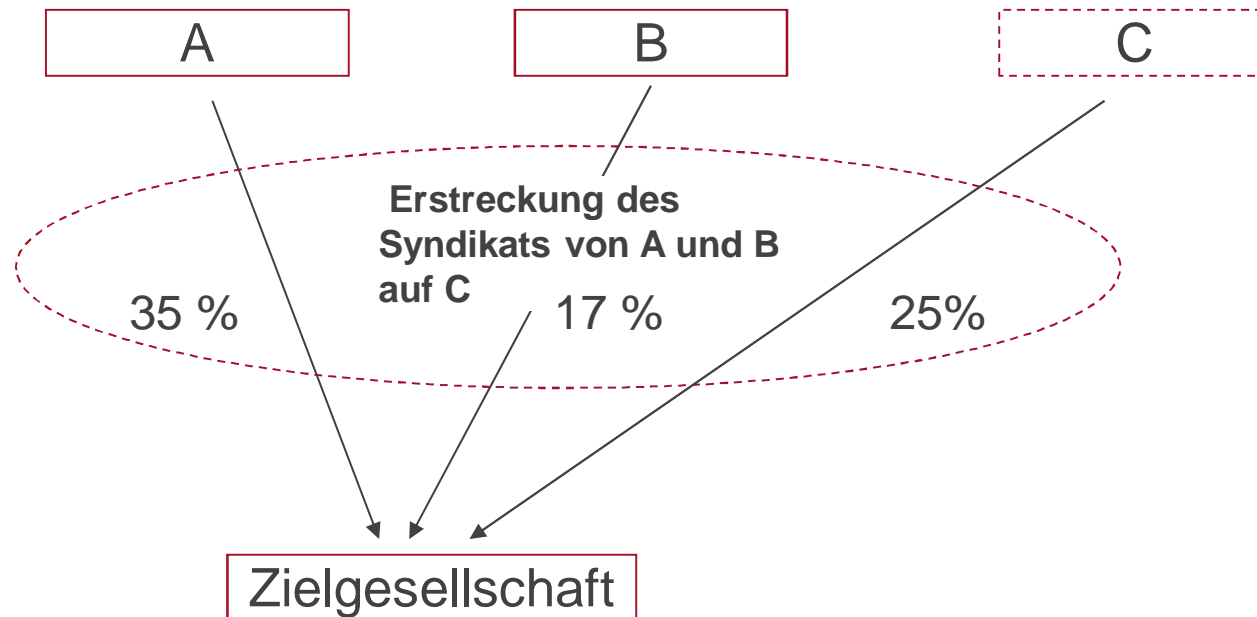 A
B
C
Erstreckung des
Syndikats von A und B
auf C
35 %
17 %
25%
Zielgesellschaft